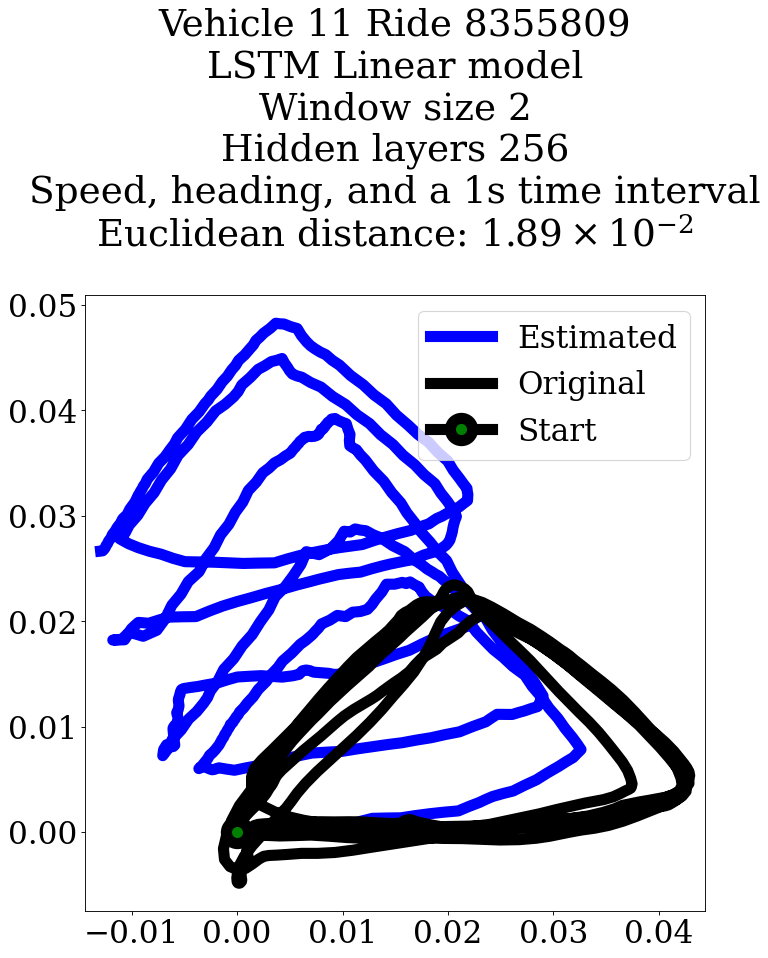 Vehicle 11 Ride 8355809
LSTM Linear model
Window size 2
Hidden layers 256
Speed, heading, and a 1s time interval
Euclidean distance: 1.89 × 10⁻²
Estimated
Original
Start
0.05
0.04
0.03
0.02
0.01
0.00
−0.01 0.00 0.01 0.02 0.03 0.04